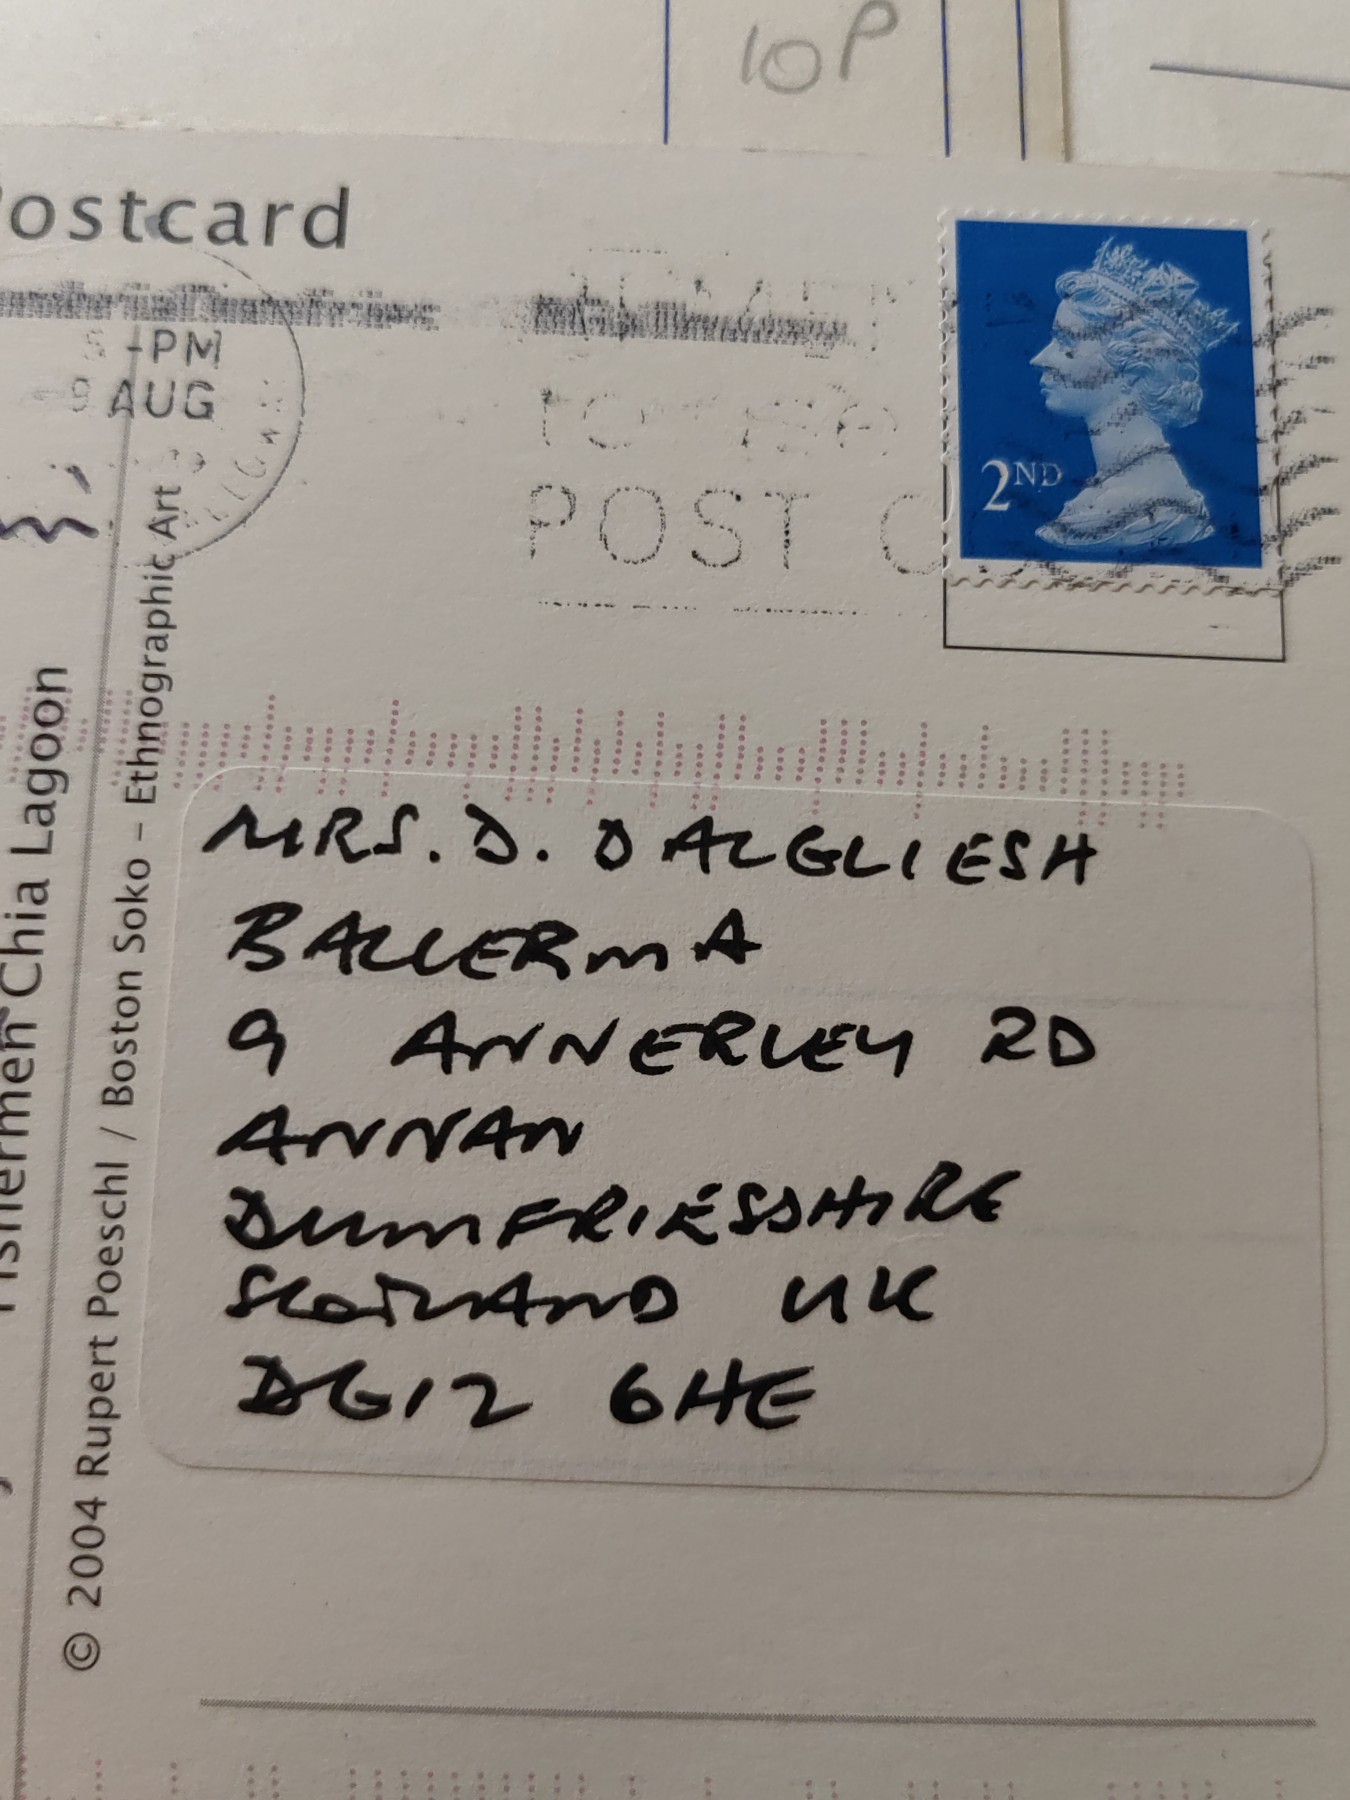 10P
Postcard
PM
AUG
POST C
2ND
MRS. D. DALGLIESH
BALLERMA
9 ANNERLEY RD
ANNAN
DUMFRIESSHIRE
SCOTLAND UK
DG12 6HE
Fishermen Chia Lagoon
© 2004 Rupert Poeschl / Boston Soko – Ethnographic Art